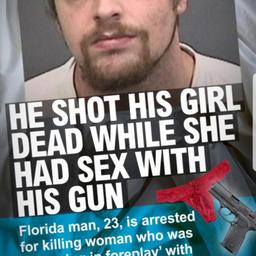 HE SHOT HIS GIRL
DEAD WHILE SHE
HAD SEX WITH
HIS GUN
Florida man, 23, is arrested
for killing woman who was
in foreplay’ with